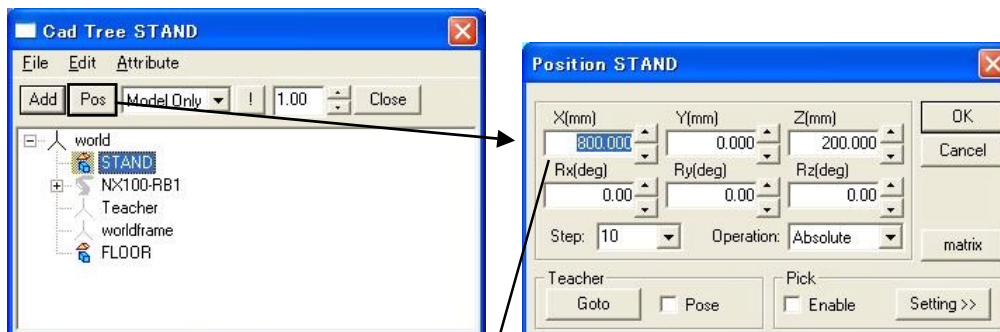 Cad Tree STAND
File Edit Attribute
Add Pos Model Only ! 1.00 Close
world
STAND
NX100-RB1
Teacher
worldframe
FLOOR
Position STAND
X(mm) Y(mm) Z(mm)
800.000 0.000 200.000
Rx(deg) Ry(deg) Rz(deg)
0.00 0.00 0.00
Step: 10 Operation: Absolute
OK
Cancel
matrix
Teacher
Goto Pose
Pick
Enable Setting >>